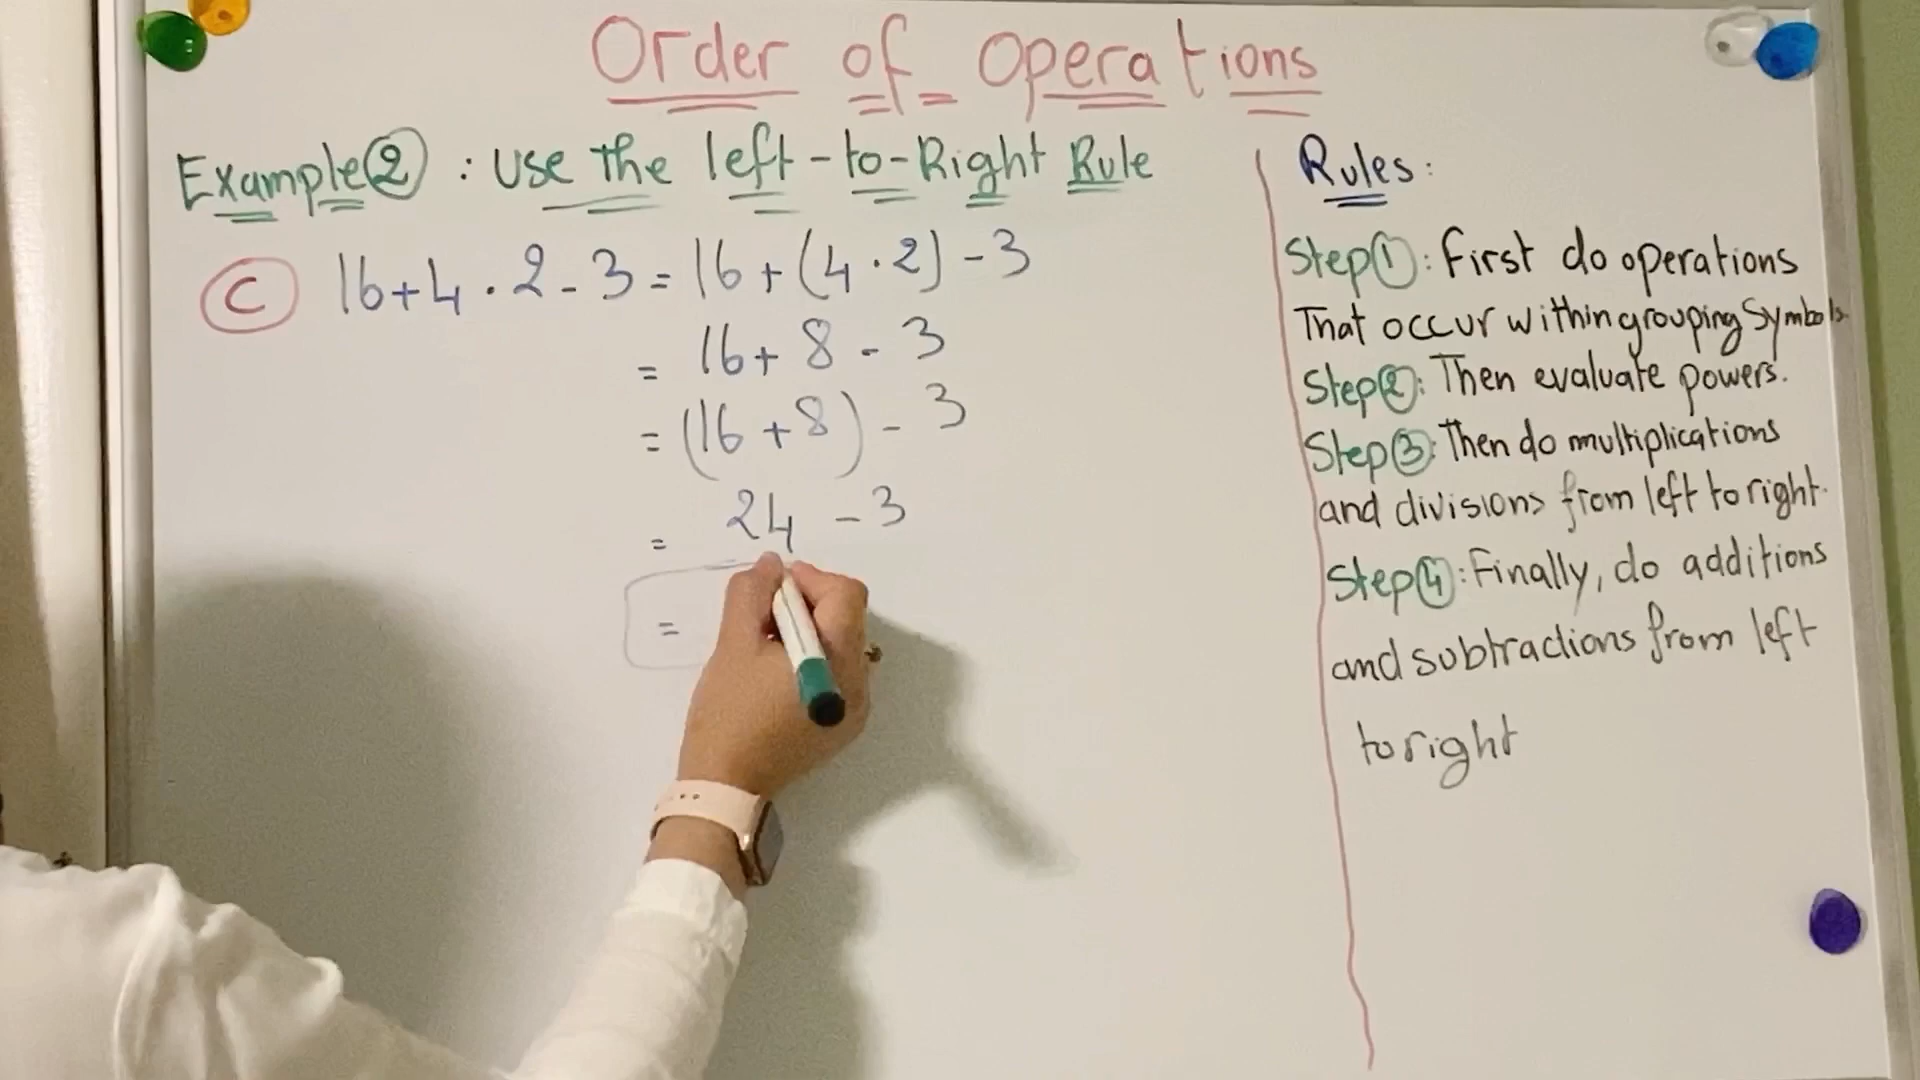 Order of Operations
Example 2 : Use the left-to-Right Rule
C 16+4·2-3 = 16+(4·2)-3
= 16+8-3
= (16+8)-3
= 24-3
=
Rules:
Step 1: First do operations
That occur within grouping Symbols.
Step 2: Then evaluate powers.
Step 3: Then do multiplications
and divisions from left to right.
Step 4: Finally, do additions
and subtractions from left
to right